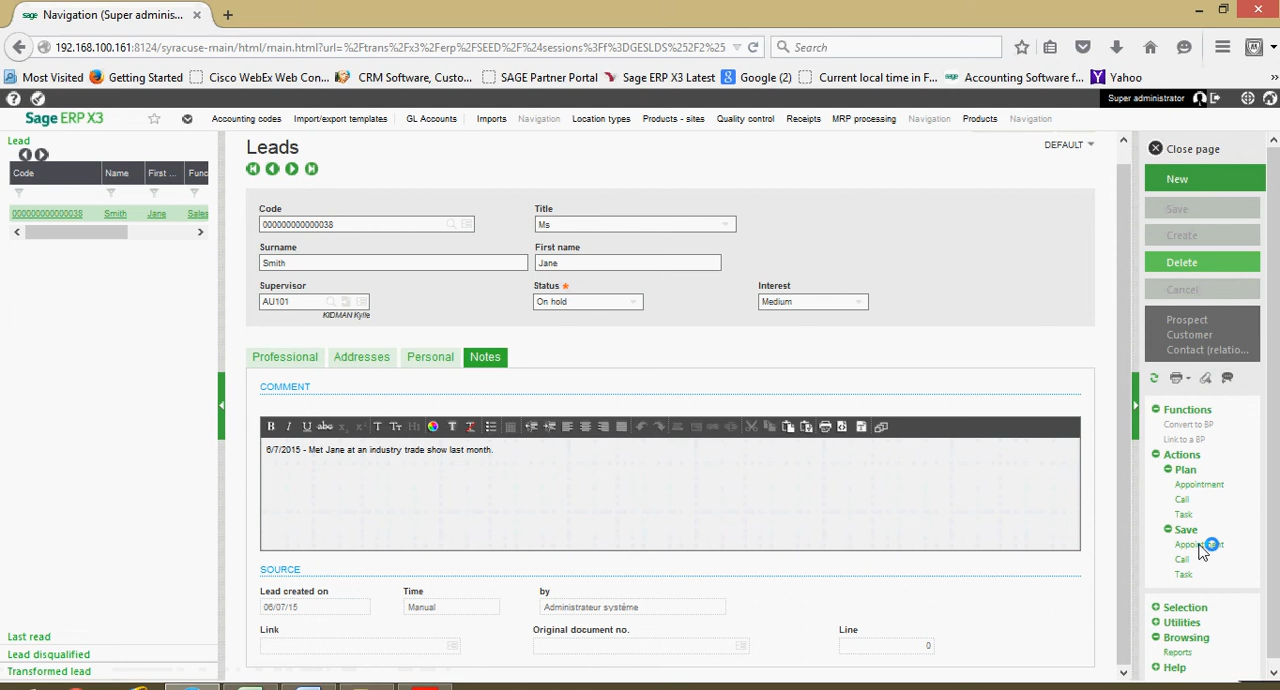 sage Navigation (Super adminis... × +
192.168.100.161:8124/syracuse-main/html/main.html?url=%2Ftrans%2Fx3%2Ferp%2FSEED%2F%24sessions%3Ff%3DGESLDS%252F2%25
Search
Most Visited Getting Started Cisco WebEx Web Con... CRM Software, Custo... SAGE Partner Portal Sage ERP X3 Latest Google (2) Current local time in F... Accounting Software f... Yahoo »
Super administrator
Sage ERP X3 Accounting codes Import/export templates GL Accounts Imports Navigation Location types Products - sites Quality control Receipts MRP processing Navigation Products Navigation
Lead
Code Name First ... Func
000000000000038 Smith Jane Sales
Last read
Lead disqualified
Transformed lead
Leads
DEFAULT
Code Title
000000000000038 Ms
Surname First name
Smith Jane
Supervisor Status Interest
AU101 On hold Medium
KIDMAN Kylie
Professional Addresses Personal Notes
COMMENT
6/7/2015 - Met Jane at an industry trade show last month.
SOURCE
Lead created on Time by
06/07/15 Manual Administrateur système
Link Original document no. Line
0
Close page
New
Save
Create
Delete
Cancel
Prospect
Customer
Contact (relatio...
Functions
Convert to BP
Link to a BP
Actions
Plan
Appointment
Call
Task
Save
Appointment
Call
Task
Selection
Utilities
Browsing
Reports
Help